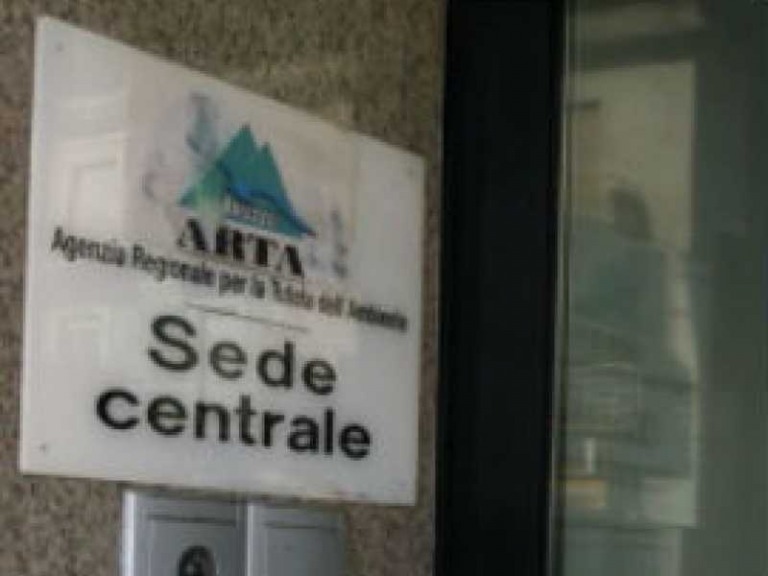 ARTA
Agenzia Regionale per la Tutela dell'Ambiente
Sede
centrale